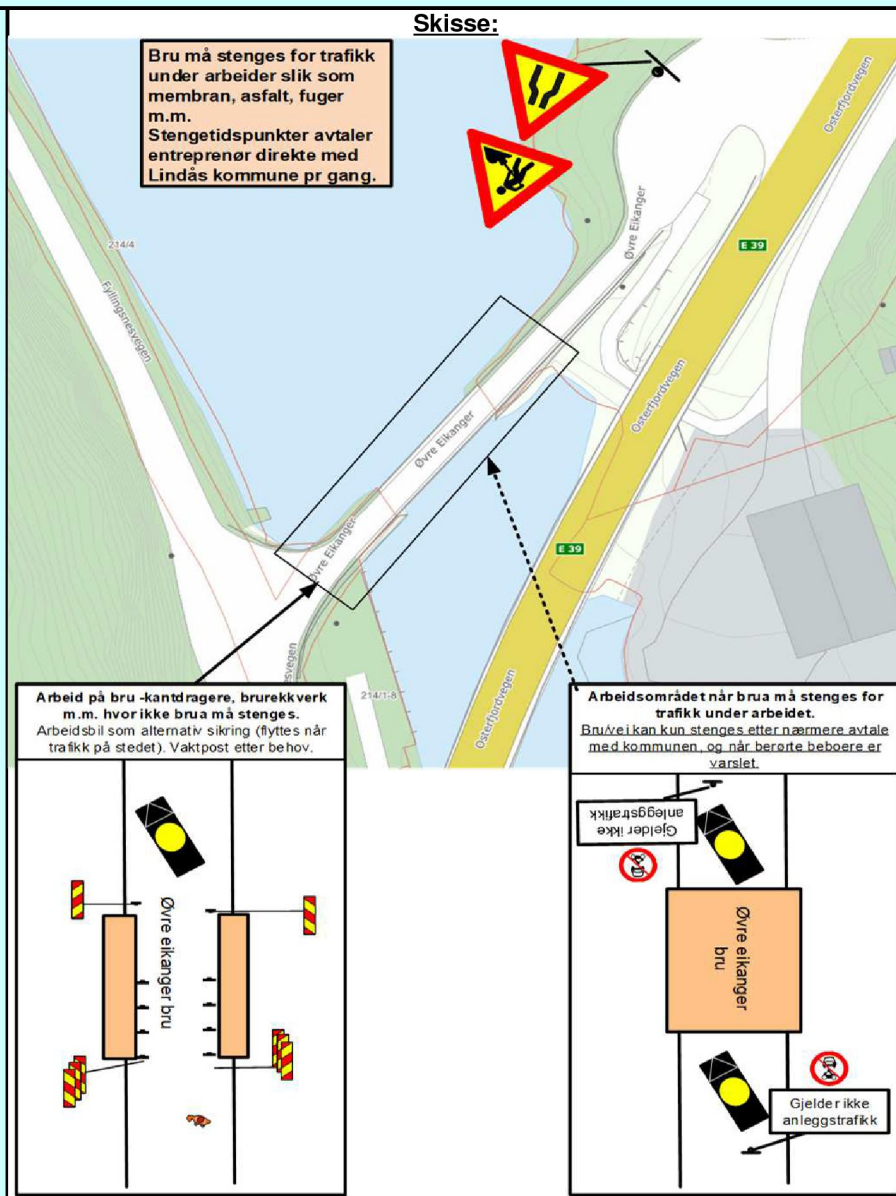 Skisse:
Bru må stenges for trafikk
under arbeider slik som
membran, asfalt, fuger
m.m.
Stengetidspunkter avtaler
entreprenør direkte med
Lindås kommune pr gang.
Osterfjordvegen
Øvre Eikanger
E 39
214/4
Fyllingsnesvegen
Osterfjordvegen
Øvre Eikanger
E 39
Øvre Eikanger
Osterfjordvegen
214/1-8
Arbeid på bru -kantdragere, brurekkverk
m.m. hvor ikke brua må stenges.
Arbeidsbil som alternativ sikring (flyttes når
trafikk på stedet). Vaktpost etter behov.
Øvre eikanger bru
Arbeidsområdet når brua må stenges for
trafikk under arbeidet.
Bru/vei kan kun stenges etter nærmere avtale
med kommunen, og når berørte beboere er
varslet.
Gjelder ikke
anleggstrafikk
Øvre eikanger
bru
Gjelder ikke
anleggstrafikk